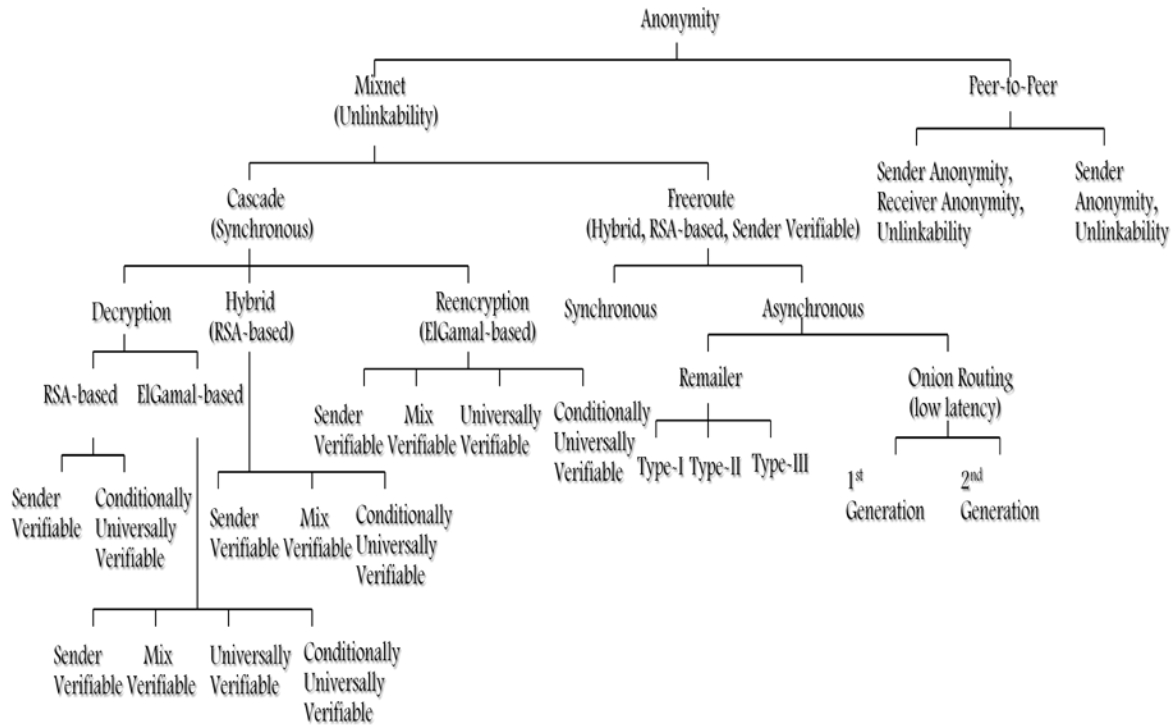 Anonymity
Mixnet
(Unlinkability)
Peer-to-Peer
Cascade
(Synchronous)
Freeroute
(Hybrid, RSA-based, Sender Verifiable)
Sender Anonymity,
Receiver Anonymity,
Unlinkability
Sender
Anonymity,
Unlinkability
Decryption
Hybrid
(RSA-based)
Reencryption
(ElGamal-based)
Synchronous
Asynchronous
RSA-based
ElGamal-based
Sender
Verifiable
Mix
Verifiable
Universally
Verifiable
Conditionally
Universally
Verifiable
Remailer
Onion Routing
(low latency)
Type-I
Type-II
Type-III
1st
Generation
2nd
Generation
Sender
Verifiable
Conditionally
Universally
Verifiable
Sender
Verifiable
Mix
Verifiable
Conditionally
Universally
Verifiable
Sender
Verifiable
Mix
Verifiable
Universally
Verifiable
Conditionally
Universally
Verifiable